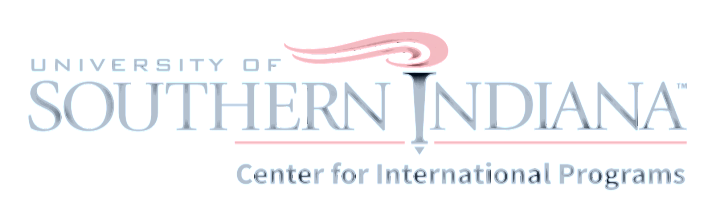 UNIVERSITY OF
SOUTHERN INDIANA™
Center for International Programs